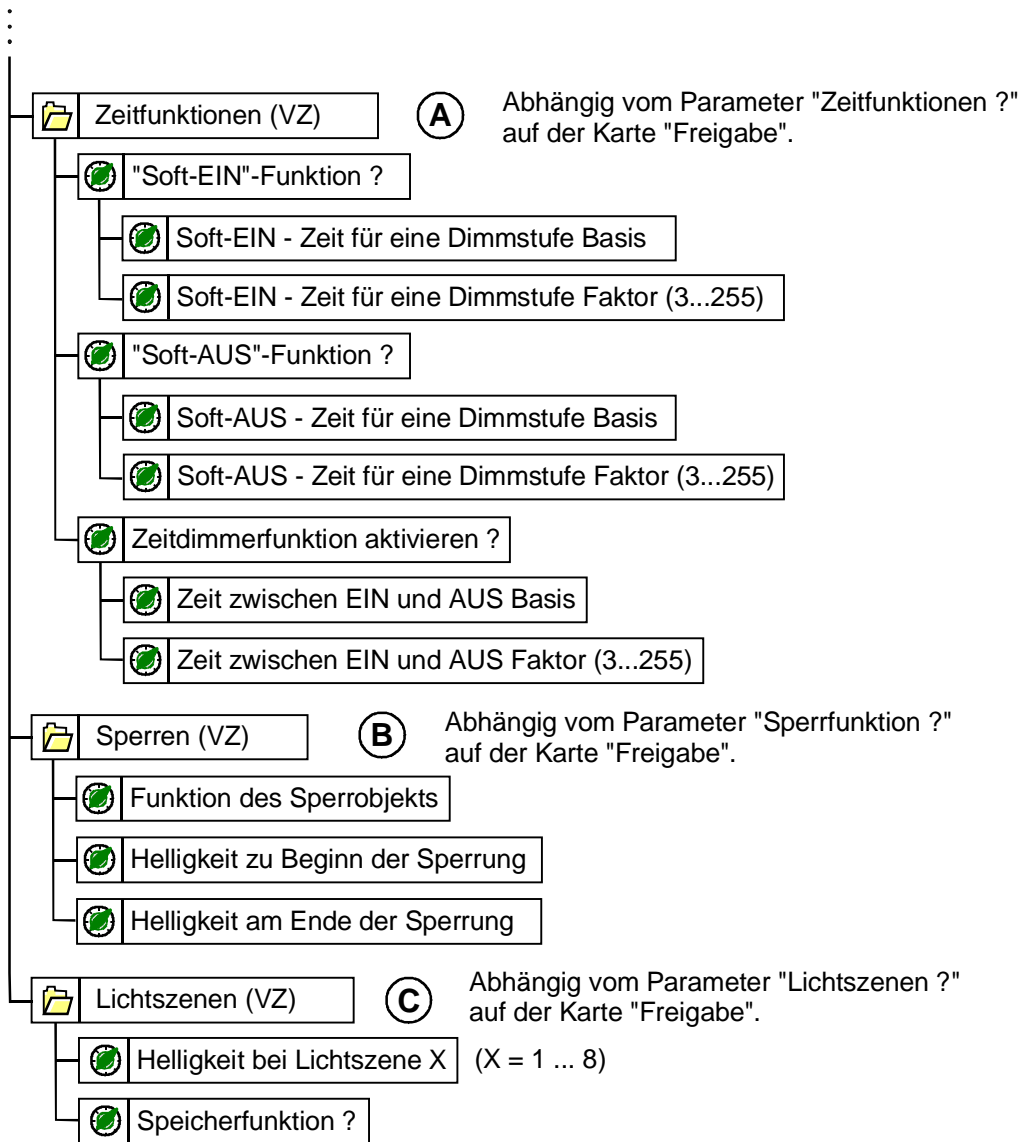 Zeitfunktionen (VZ)
A
Abhängig vom Parameter "Zeitfunktionen ?"
auf der Karte "Freigabe".
"Soft-EIN"-Funktion ?
Soft-EIN - Zeit für eine Dimmstufe Basis
Soft-EIN - Zeit für eine Dimmstufe Faktor (3...255)
"Soft-AUS"-Funktion ?
Soft-AUS - Zeit für eine Dimmstufe Basis
Soft-AUS - Zeit für eine Dimmstufe Faktor (3...255)
Zeitdimmerfunktion aktivieren ?
Zeit zwischen EIN und AUS Basis
Zeit zwischen EIN und AUS Faktor (3...255)
Sperren (VZ)
B
Abhängig vom Parameter "Sperrfunktion ?"
auf der Karte "Freigabe".
Funktion des Sperrobjekts
Helligkeit zu Beginn der Sperrung
Helligkeit am Ende der Sperrung
Lichtszenen (VZ)
C
Abhängig vom Parameter "Lichtszenen ?"
auf der Karte "Freigabe".
Helligkeit bei Lichtszene X (X = 1 ... 8)
Speicherfunktion ?